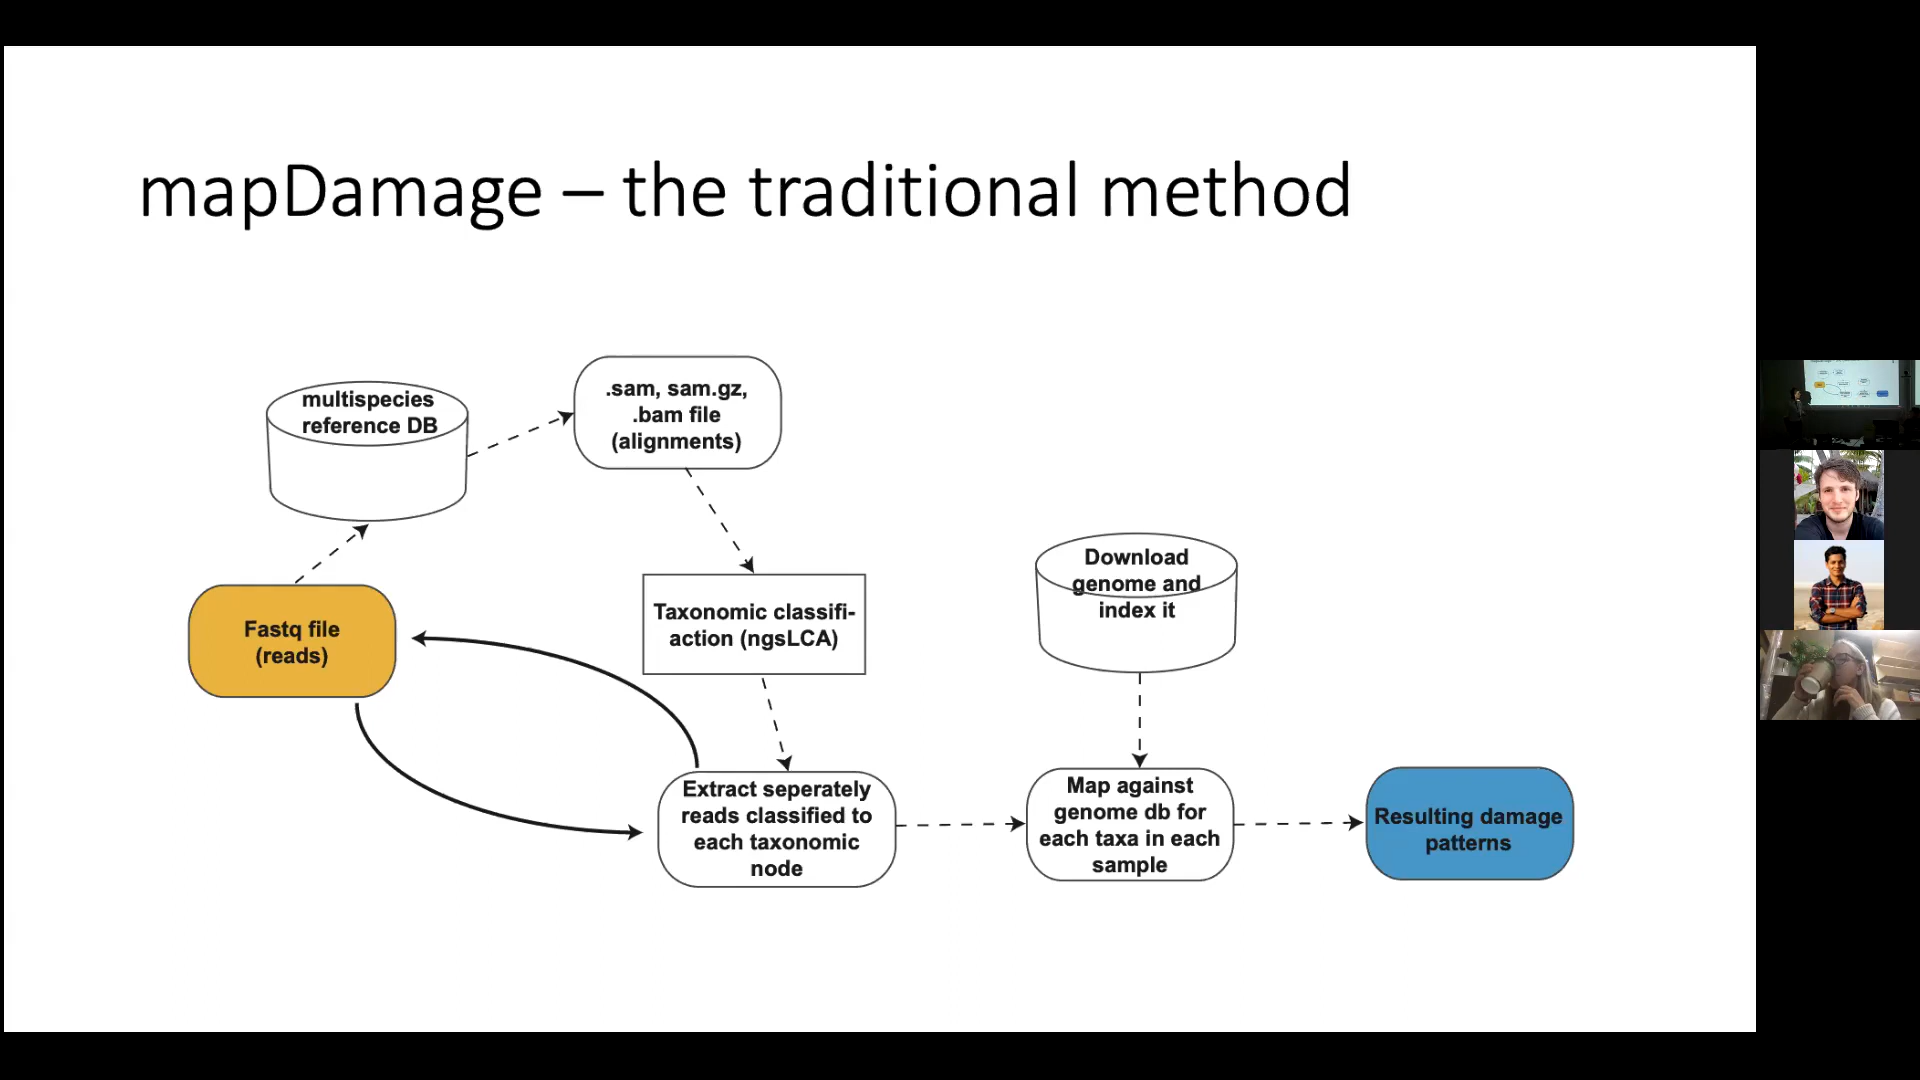 mapDamage – the traditional method
multispecies
reference DB
.sam, sam.gz,
.bam file
(alignments)
Fastq file
(reads)
Taxonomic classifi-
action (ngsLCA)
Download
genome and
index it
Extract seperately
reads classified to
each taxonomic
node
Map against
genome db for
each taxa in each
sample
Resulting damage
patterns